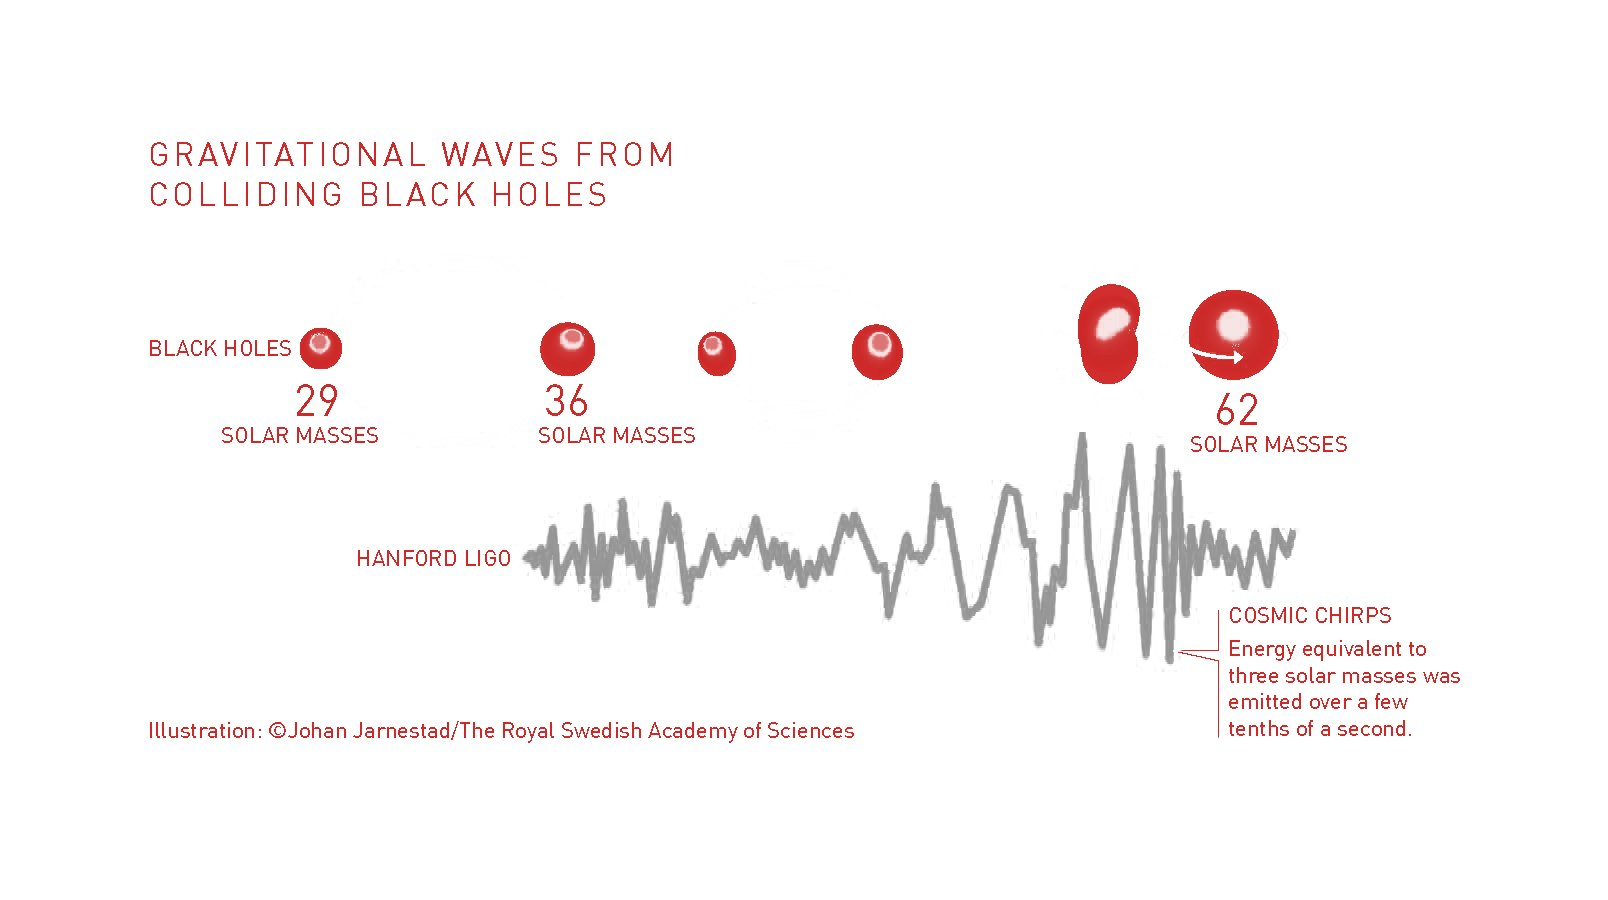 GRAVITATIONAL WAVES FROM
COLLIDING BLACK HOLES
BLACK HOLES
29
SOLAR MASSES
36
SOLAR MASSES
62
SOLAR MASSES
HANFORD LIGO
COSMIC CHIRPS
Energy equivalent to
three solar masses was
emitted over a few
tenths of a second.
Illustration: ©Johan Jarnestad/The Royal Swedish Academy of Sciences